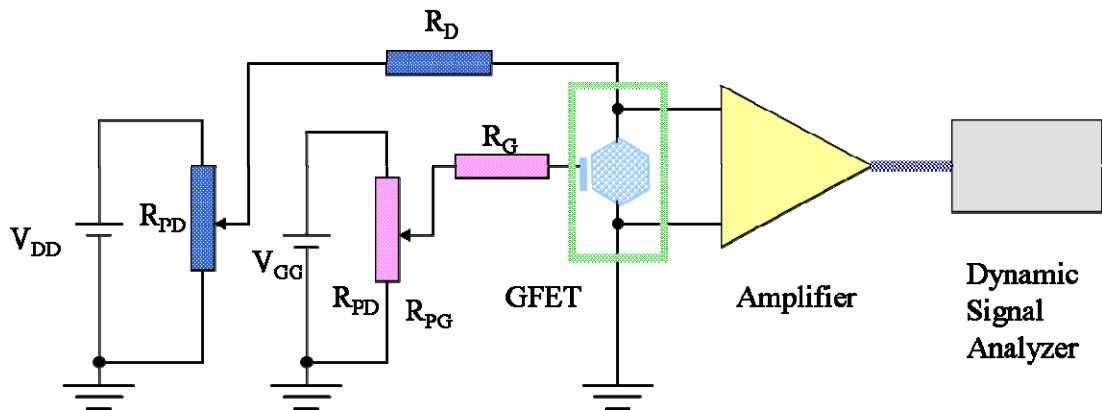 R_D
R_G
V_DD
R_PD
V_GG
R_PD
R_PG
GFET
Amplifier
Dynamic
Signal
Analyzer